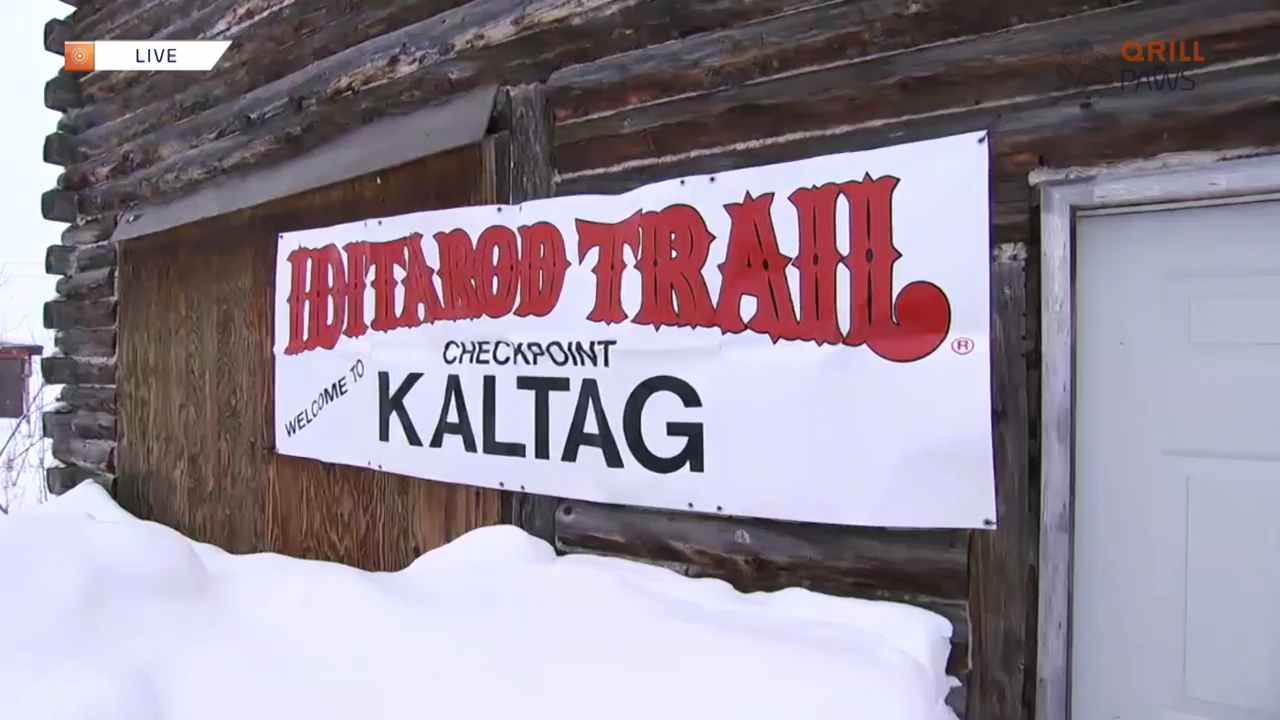 LIVE
QRILL
PAWS
IDITAROD TRAIL
®
CHECKPOINT
WELCOME TO
KALTAG